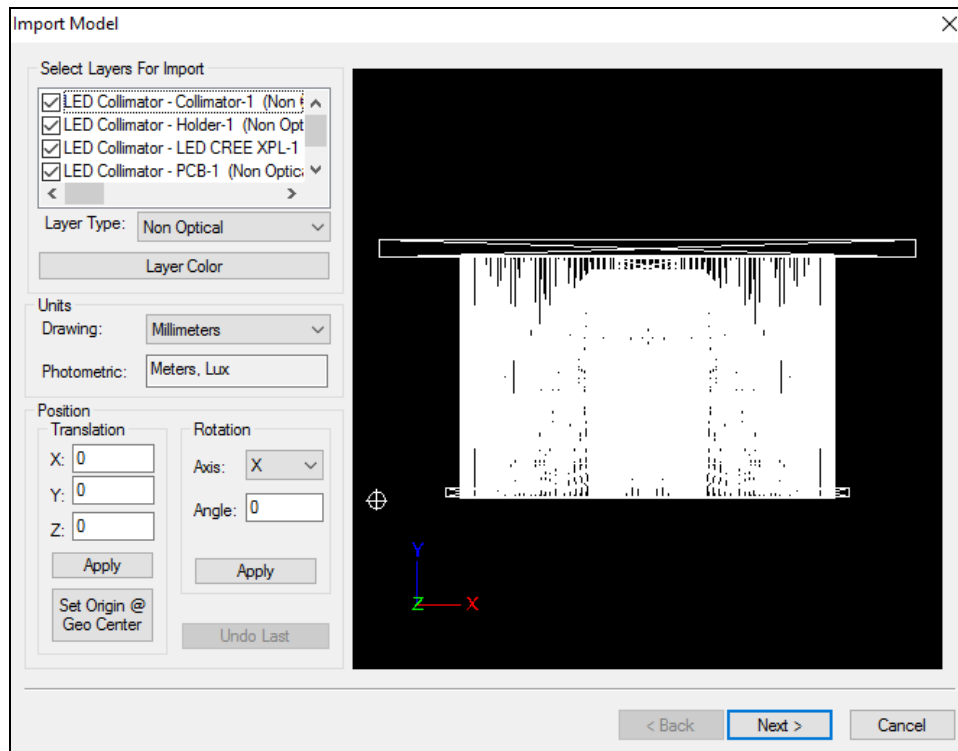 Import Model
Select Layers For Import
LED Collimator - Collimator-1 (Non
LED Collimator - Holder-1 (Non Opt
LED Collimator - LED CREE XPL-1
LED Collimator - PCB-1 (Non Optic
Layer Type: Non Optical
Layer Color
Units
Drawing: Millimeters
Photometric: Meters, Lux
Position
Translation
X: 0
Y: 0
Z: 0
Apply
Set Origin @
Geo Center
Rotation
Axis: X
Angle: 0
Apply
Undo Last
Y
Z X
< Back Next > Cancel